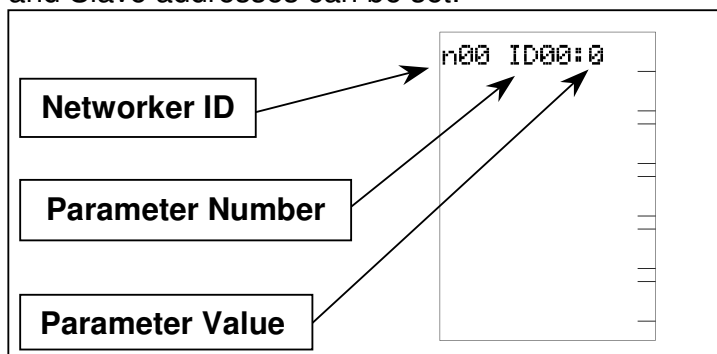 and Slave addresses can be set.
n00 ID00:0
Networker ID
Parameter Number
Parameter Value